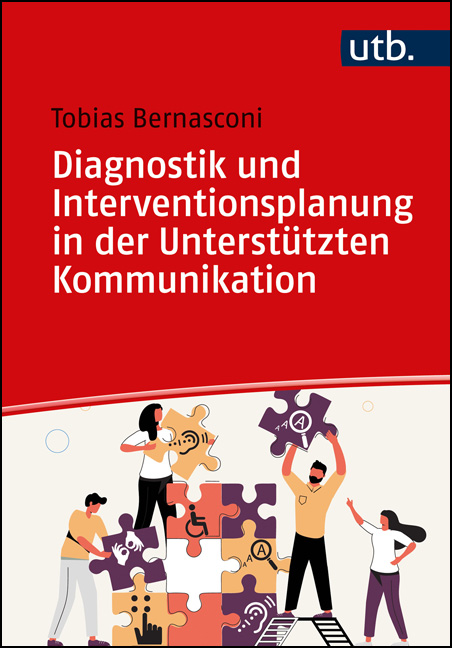 utb.
Tobias Bernasconi
Diagnostik und
Interventionsplanung
in der Unterstützten
Kommunikation
A A A
A A A